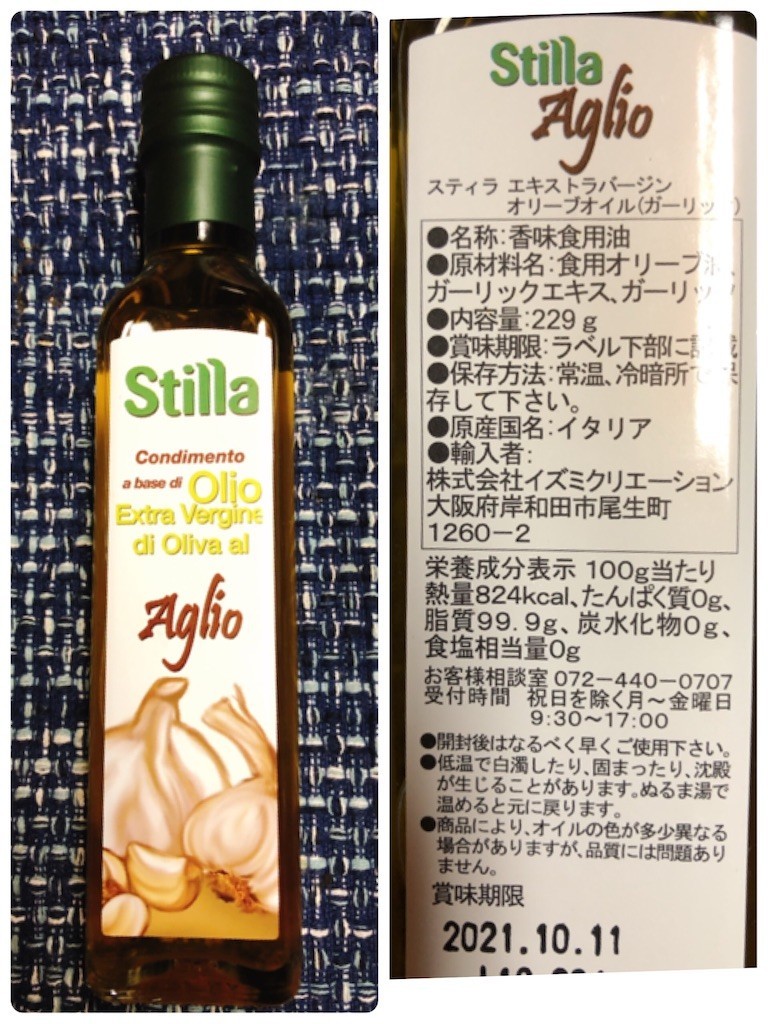 Stilla
Condimento
a base di Olio
Extra Vergine
di Oliva al
Aglio
Stilla
Aglio
スティラ エキストラバージン
オリーブオイル(ガーリック)
●名称:香味食用油
●原材料名:食用オリーブ油、
ガーリックエキス、ガーリック
●内容量:229g
●賞味期限:ラベル下部に記載
●保存方法:常温、冷暗所で保
存して下さい。
●原産国名:イタリア
●輸入者:
株式会社イズミクリエーション
大阪府岸和田市尾生町
1260−2
栄養成分表示 100g当たり
熱量824kcal、たんぱく質0g、
脂質99.9g、炭水化物0g、
食塩相当量0g
お客様相談室 072−440−0707
受付時間 祝日を除く月〜金曜日
9:30〜17:00
●開封後はなるべく早くご使用下さい。
●低温で白濁したり、固まったり、沈殿
が生じることがあります。ぬるま湯で
温めると元に戻ります。
●商品により、オイルの色が多少異なる
場合がありますが、品質には問題あり
ません。
賞味期限
2021.10.11